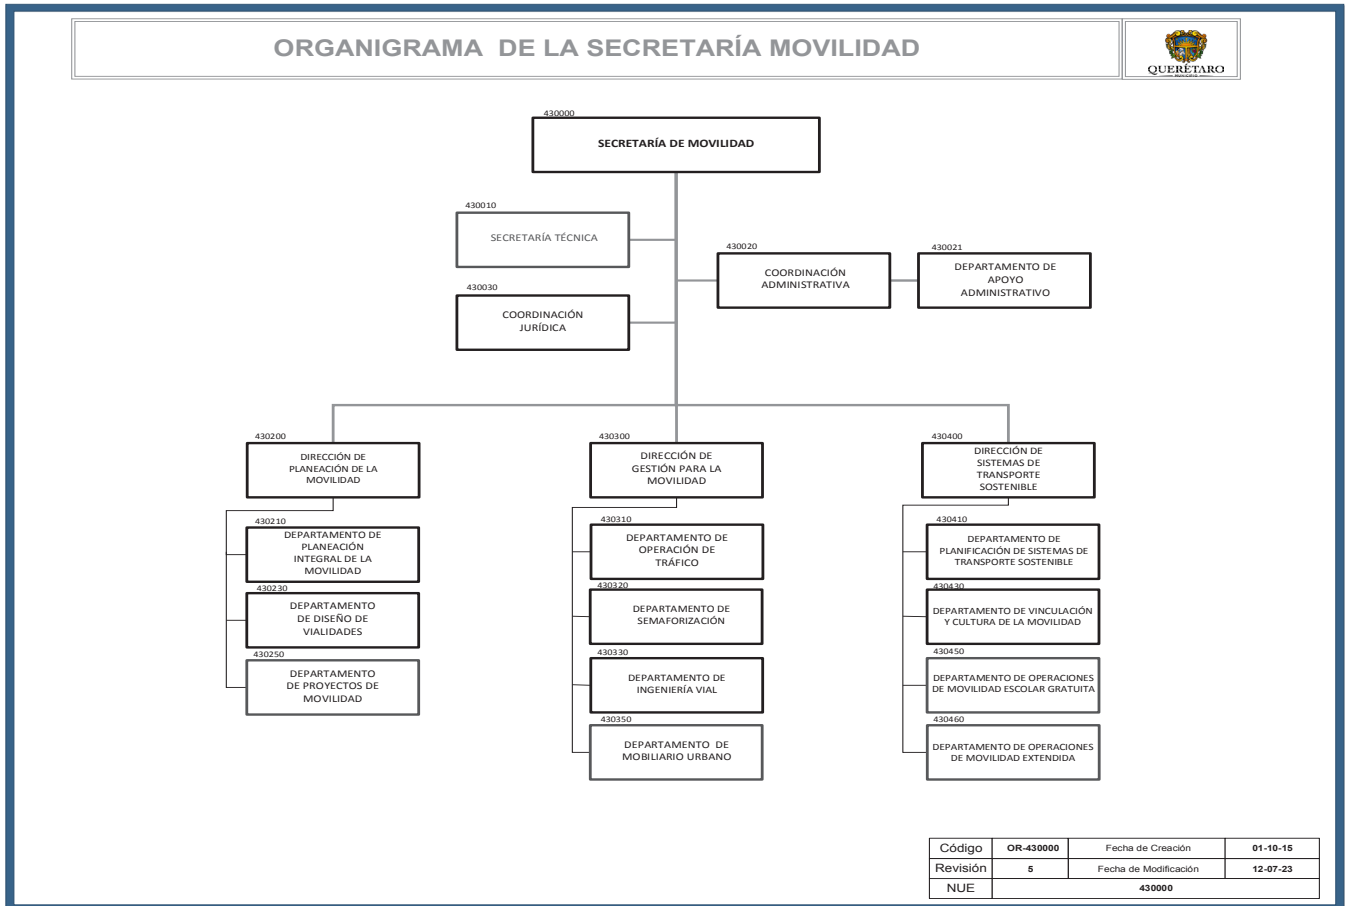 ORGANIGRAMA DE LA SECRETARÍA MOVILIDAD
QUERÉTARO
MUNICIPIO
430000
SECRETARÍA DE MOVILIDAD
430010
SECRETARÍA TÉCNICA
430020
COORDINACIÓN
ADMINISTRATIVA
430021
DEPARTAMENTO DE
APOYO
ADMINISTRATIVO
430030
COORDINACIÓN
JURÍDICA
430200
DIRECCIÓN DE
PLANEACIÓN DE LA
MOVILIDAD
430210
DEPARTAMENTO DE
PLANEACIÓN
INTEGRAL DE LA
MOVILIDAD
430230
DEPARTAMENTO
DE DISEÑO DE
VIALIDADES
430250
DEPARTAMENTO
DE PROYECTOS DE
MOVILIDAD
430300
DIRECCIÓN DE
GESTIÓN PARA LA
MOVILIDAD
430310
DEPARTAMENTO DE
OPERACIÓN DE
TRÁFICO
430320
DEPARTAMENTO DE
SEMAFORIZACIÓN
430330
DEPARTAMENTO DE
INGENIERÍA VIAL
430350
DEPARTAMENTO DE
MOBILIARIO URBANO
430400
DIRECCIÓN DE
SISTEMAS DE
TRANSPORTE
SOSTENIBLE
430410
DEPARTAMENTO DE
PLANIFICACIÓN DE SISTEMAS DE
TRANSPORTE SOSTENIBLE
430430
DEPARTAMENTO DE VINCULACIÓN
Y CULTURA DE LA MOVILIDAD
430450
DEPARTAMENTO DE OPERACIONES
DE MOVILIDAD ESCOLAR GRATUITA
430460
DEPARTAMENTO DE OPERACIONES
DE MOVILIDAD EXTENDIDA
Código OR-430000 Fecha de Creación 01-10-15
Revisión 5 Fecha de Modificación 12-07-23
NUE 430000